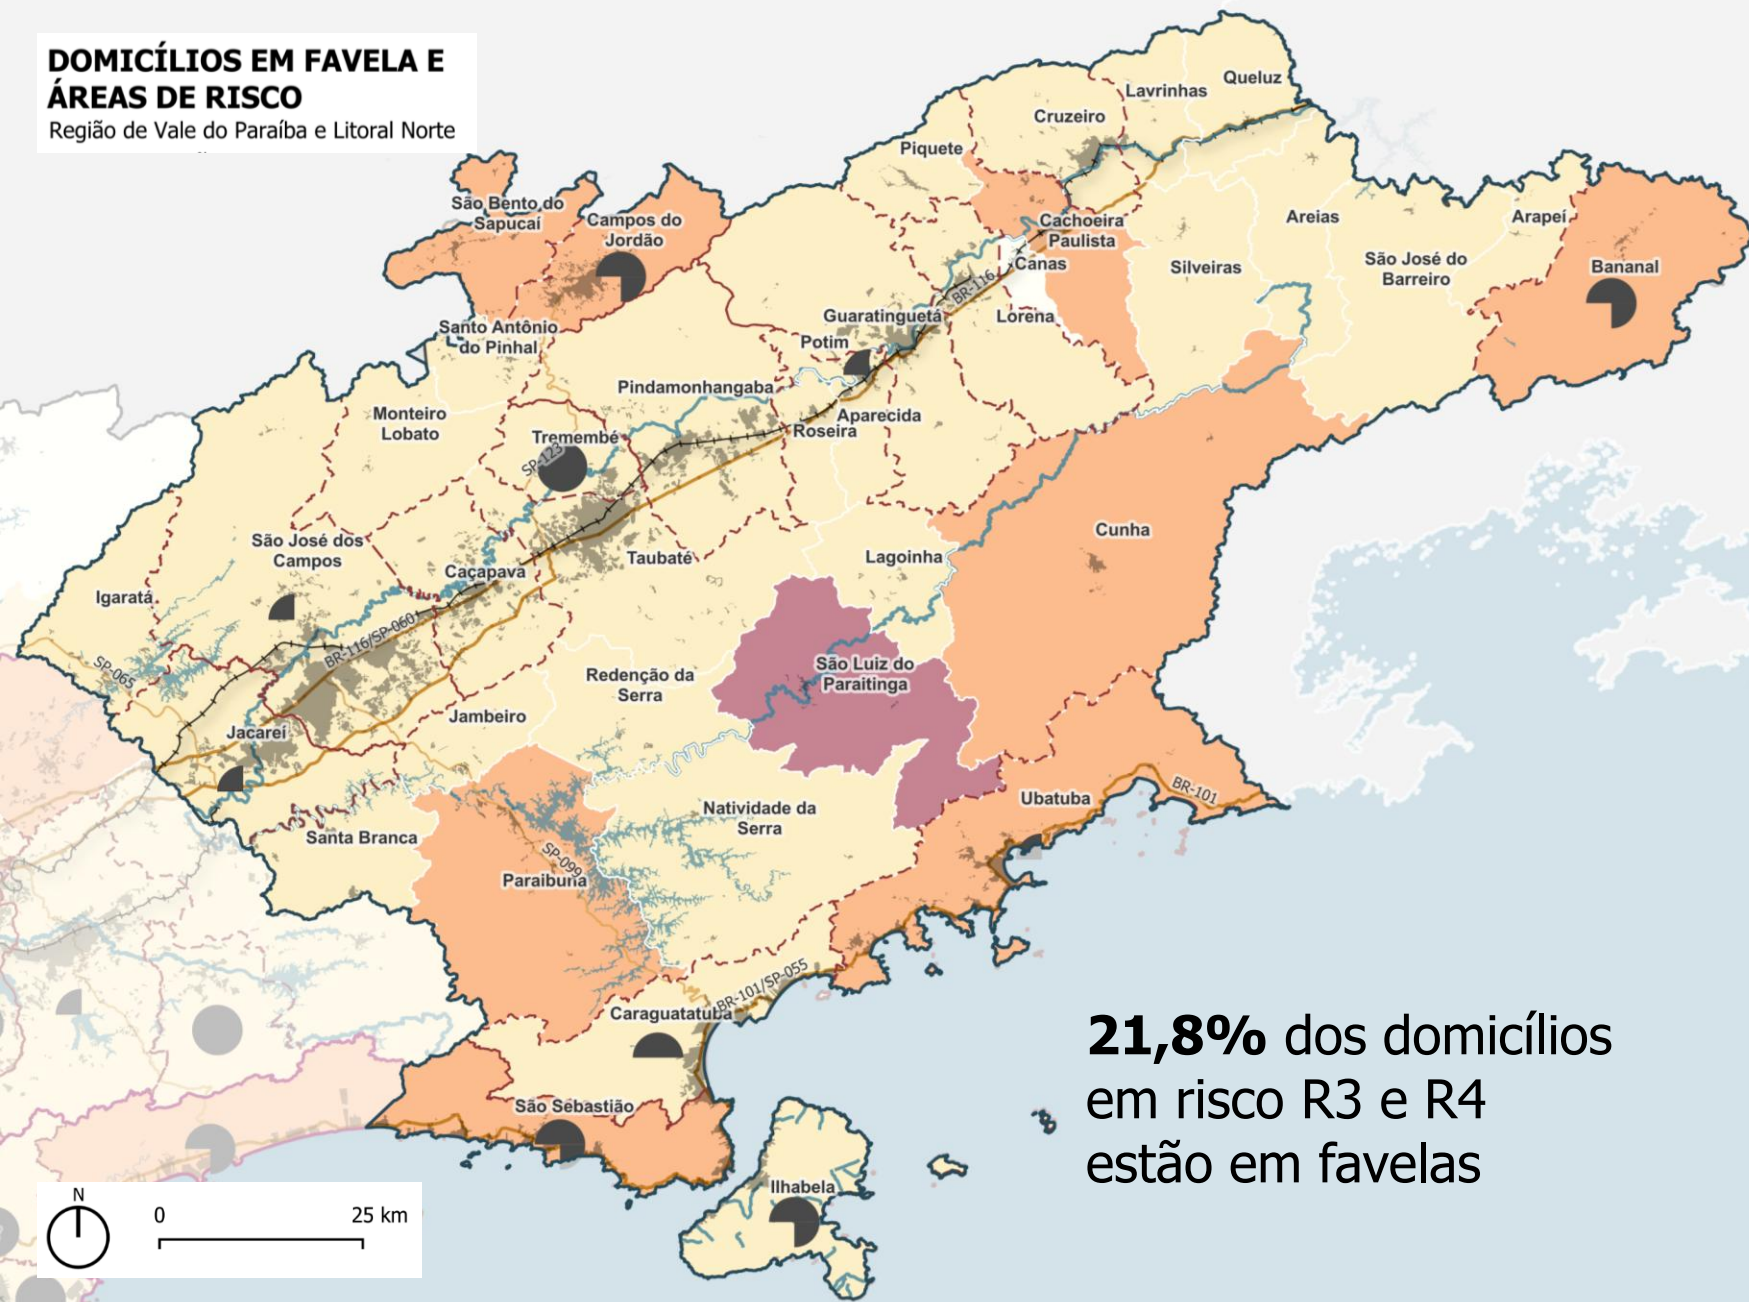 DOMICÍLIOS EM FAVELA E
ÁREAS DE RISCO
Região de Vale do Paraíba e Litoral Norte
Queluz
Lavrinhas
Cruzeiro
Piquete
São Bento do
Sapucaí
Campos do
Jordão
Cachoeira
Paulista
Areias
Arapeí
Canas
Silveiras
São José do
Barreiro
Bananal
BR-116
Guaratinguetá
Lorena
Santo Antônio
do Pinhal
Potim
Pindamonhangaba
Monteiro
Lobato
Aparecida
Roseira
Tremembé
SP-123
São José dos
Campos
Cunha
Taubaté
Lagoinha
Caçapava
Igaratá
BR-116/SP-060
SP-065
Redenção da
Serra
São Luiz do
Paraitinga
Jambeiro
Jacareí
Ubatuba
BR-101
Natividade da
Serra
Santa Branca
SP-099
Paraibuna
BR-101/SP-055
Caraguatatuba
São Sebastião
Ilhabela
21,8% dos domicílios
em risco R3 e R4
estão em favelas
N
0 25 km